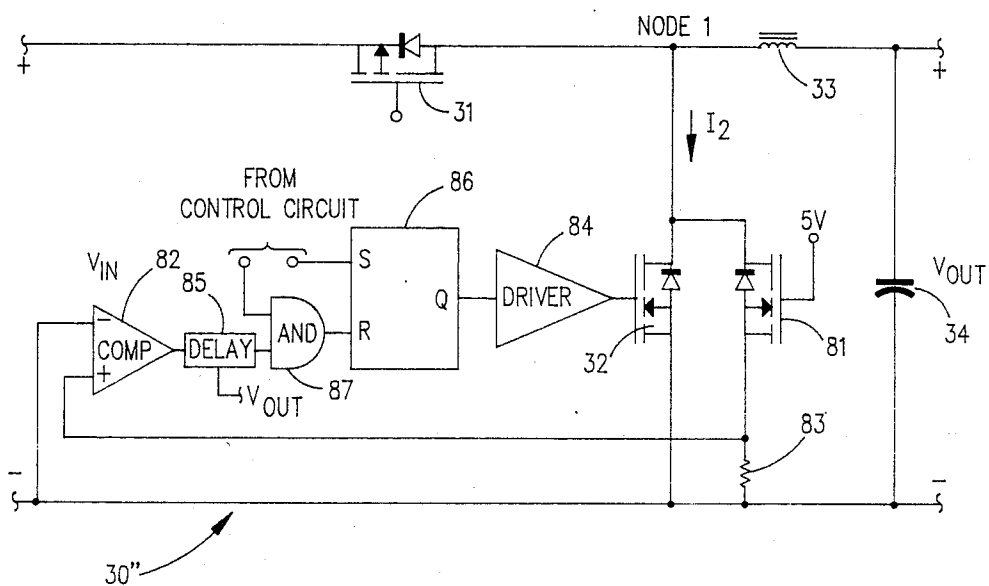 NODE 1
+
31
33
+
I2
FROM
CONTROL CIRCUIT
86
84
5V
VIN
82
85
S
Q
DRIVER
VOUT
34
−
COMP
+
DELAY
AND
R
VOUT
87
32
81
83
−
−
30"